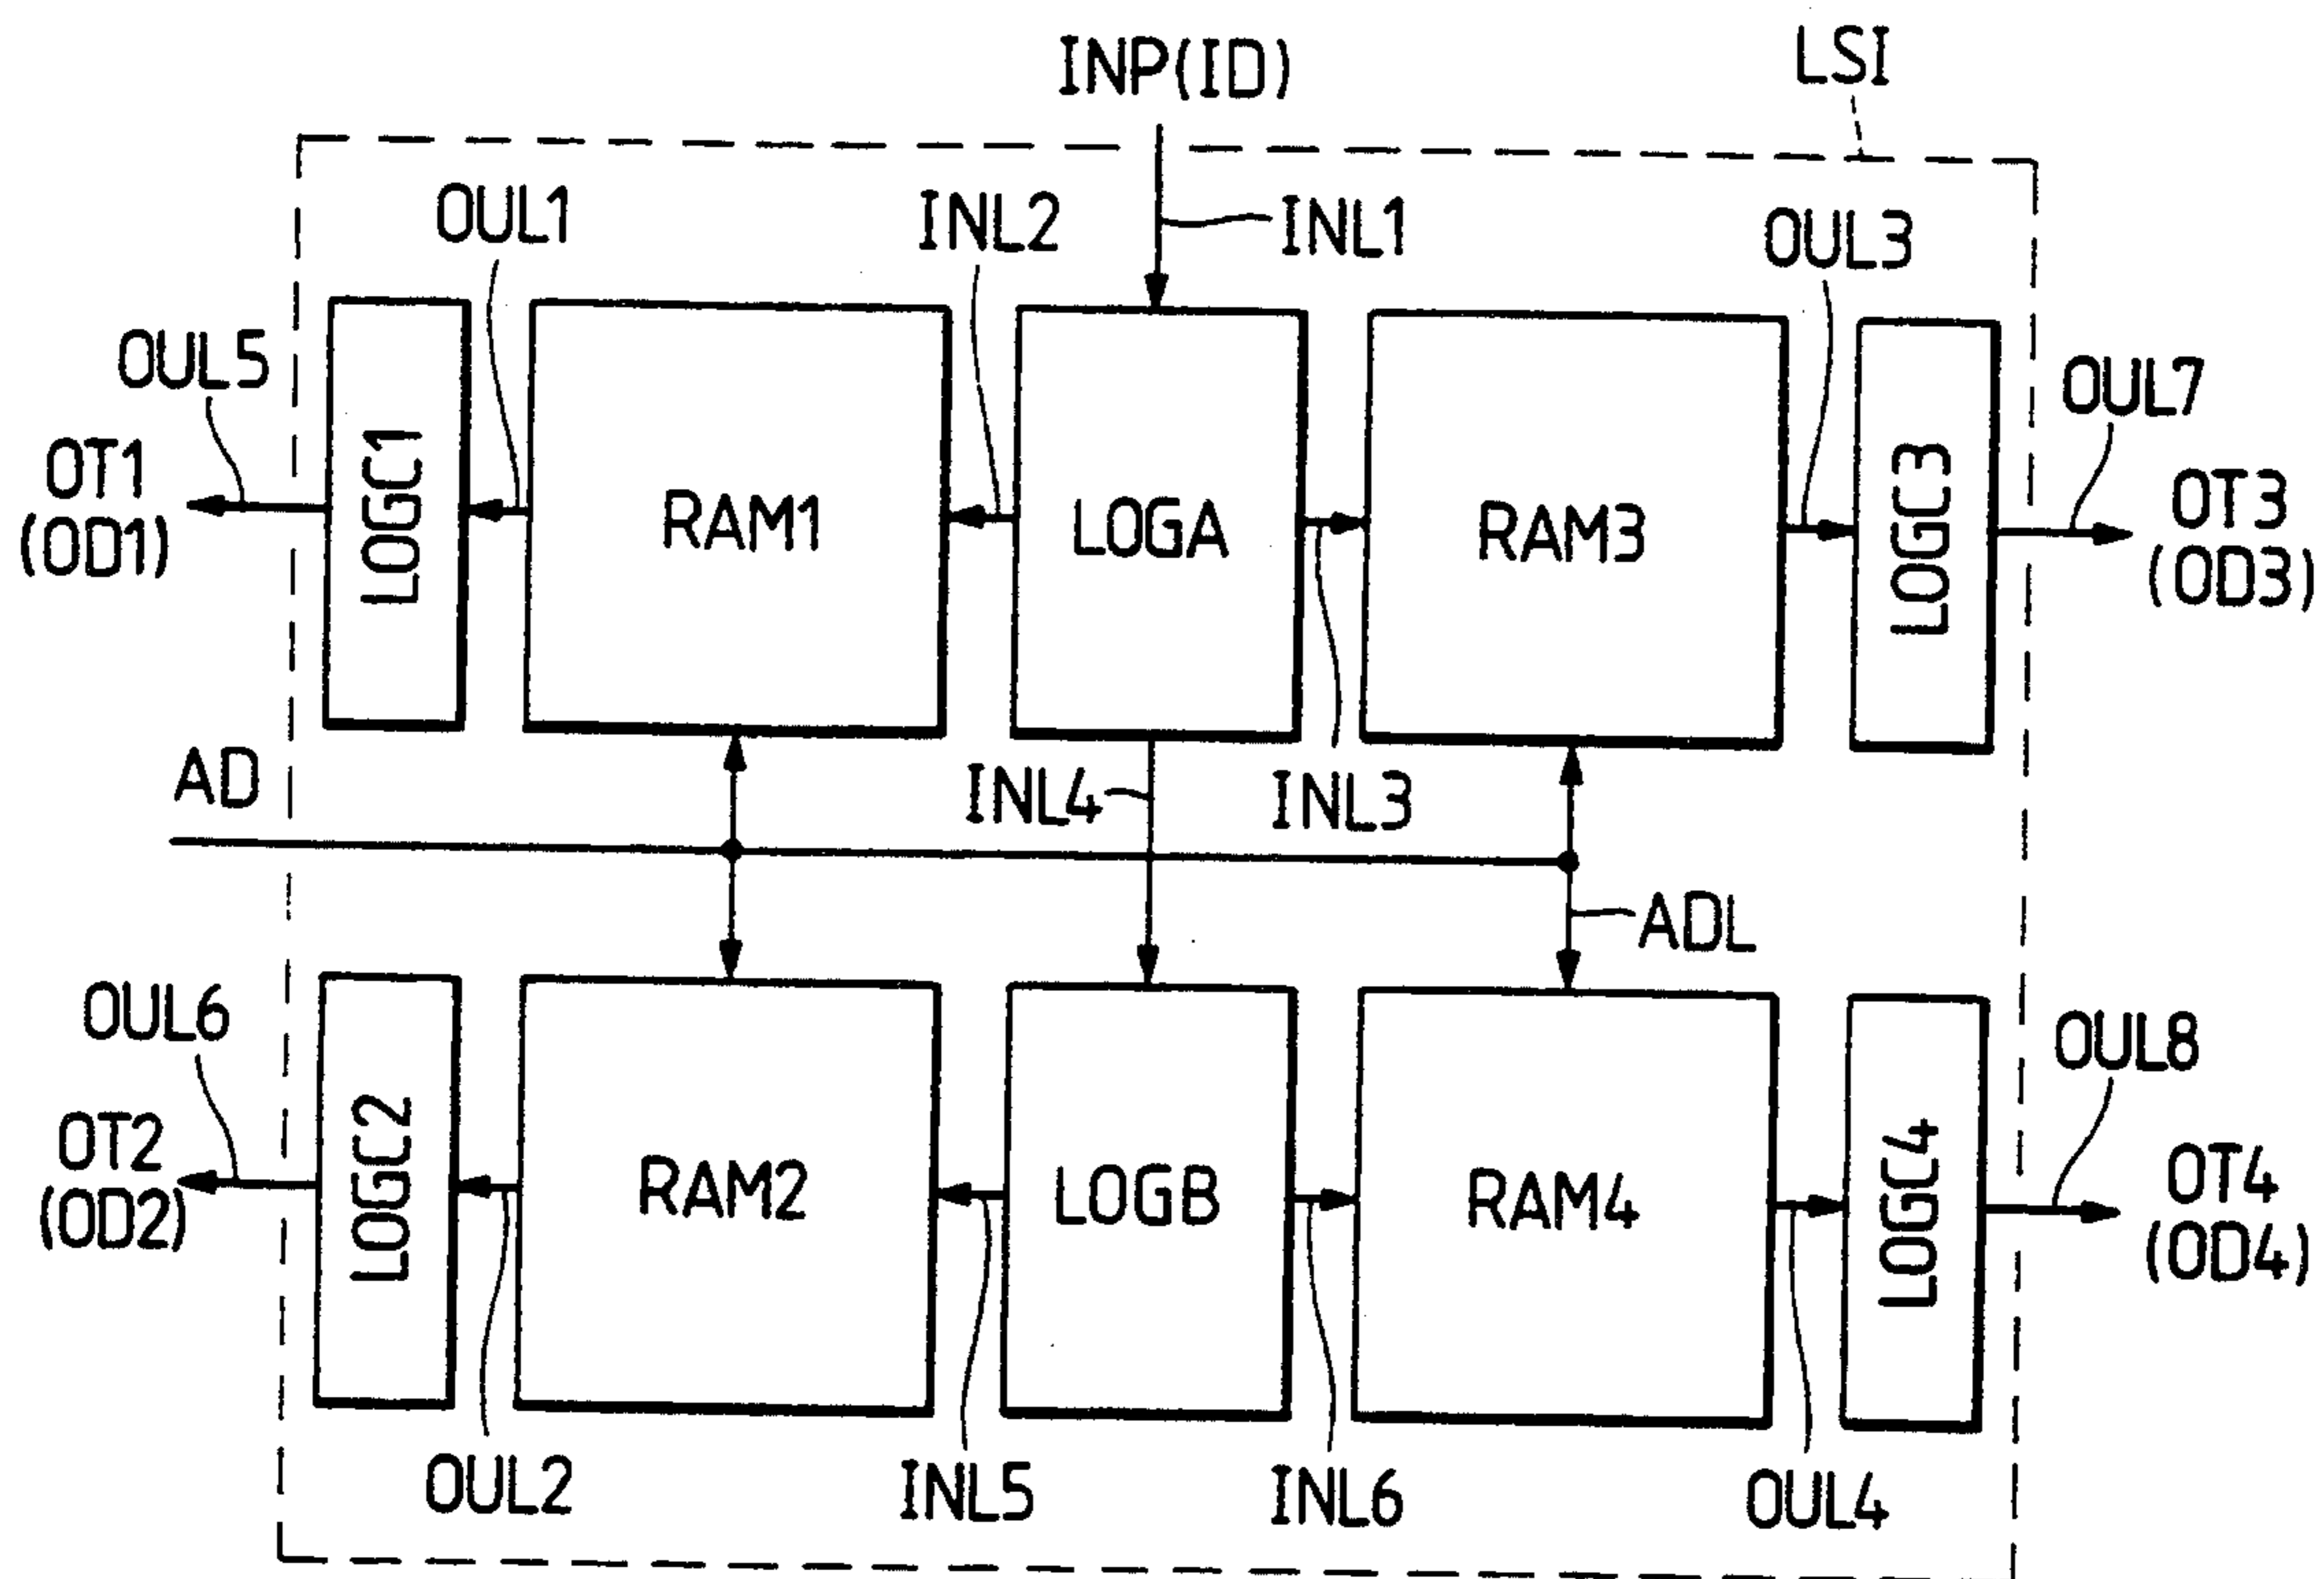 INP(ID)
LSI
OUL1
INL2
INL1
OUL3
OUL5
OUL7
OT1
(OD1)
LOGC1
RAM1
LOGA
RAM3
LOGC3
OT3
(OD3)
AD
INL4
INL3
ADL
OUL6
OUL8
OT2
(OD2)
LOGC2
RAM2
LOGB
RAM4
LOGC4
OT4
(OD4)
OUL2
INL5
INL6
OUL4